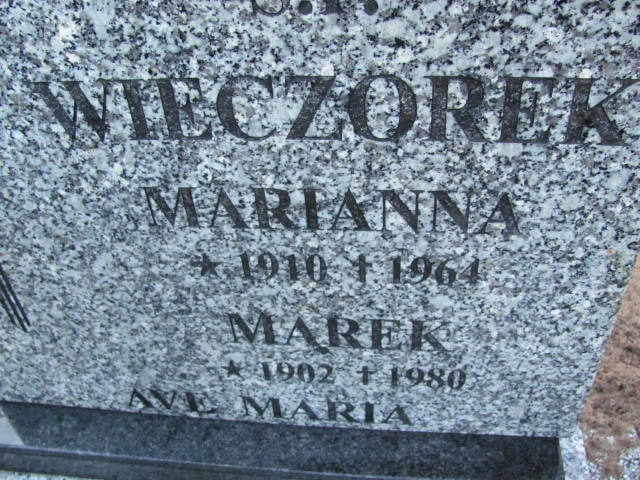 Ś.P.
WIECZOREK
MARIANNA
★ 1910 † 1964
MAREK
★ 1902 † 1980
AVE MARIA